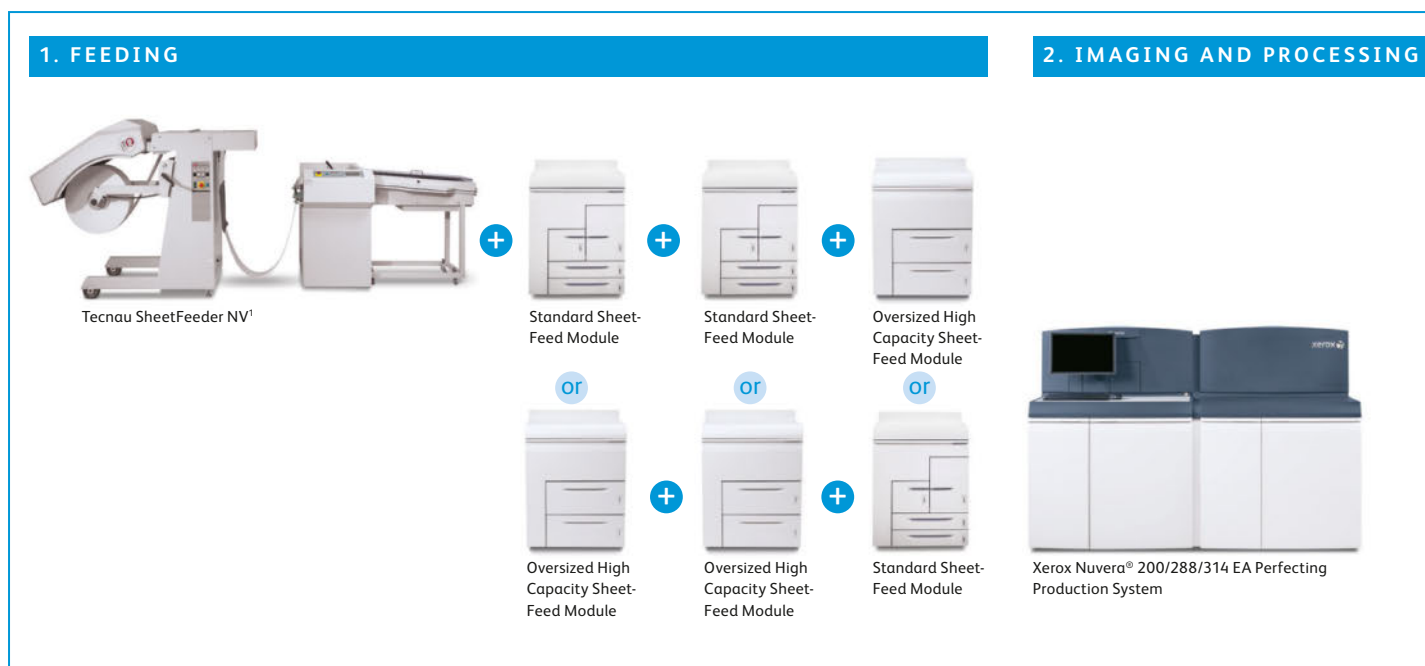 1. FEEDING
2. IMAGING AND PROCESSING
Tecnau SheetFeeder NV¹
+
Standard Sheet-
Feed Module
+
Standard Sheet-
Feed Module
+
Oversized High
Capacity Sheet-
Feed Module
or
or
or
Oversized High
Capacity Sheet-
Feed Module
+
Oversized High
Capacity Sheet-
Feed Module
+
Standard Sheet-
Feed Module
xerox
Xerox Nuvera® 200/288/314 EA Perfecting
Production System